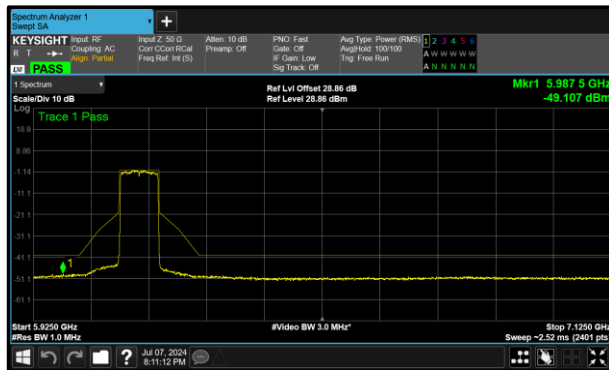 Spectrum Analyzer 1
Swept SA
+
KEYSIGHT Input: RF Input Z: 50 Ω Atten: 10 dB PNO: Fast Avg Type: Power (RMS) 1 2 3 4 5 6
R T Coupling: AC Corr CCorr RCal Preamp: Off Gate: Off Avg|Hold: 100/100 A W W W W W
Align: Partial Freq Ref: Int (S) IF Gain: Low Trig: Free Run A N N N N N
LXI PASS Sig Track: Off
1 Spectrum Ref Lvl Offset 28.86 dB Mkr1 5.987 5 GHz
Scale/Div 10 dB Ref Level 28.86 dBm -49.107 dBm
Log Trace 1 Pass
18.9
8.86
-1.14
-11.1
-21.1
-31.1
-41.1
1
-51.1
-61.1
Start 5.9250 GHz #Video BW 3.0 MHz* Stop 7.1250 GHz
#Res BW 1.0 MHz Sweep ~2.52 ms (2401 pts)
? Jul 07, 2024
8:11:12 PM